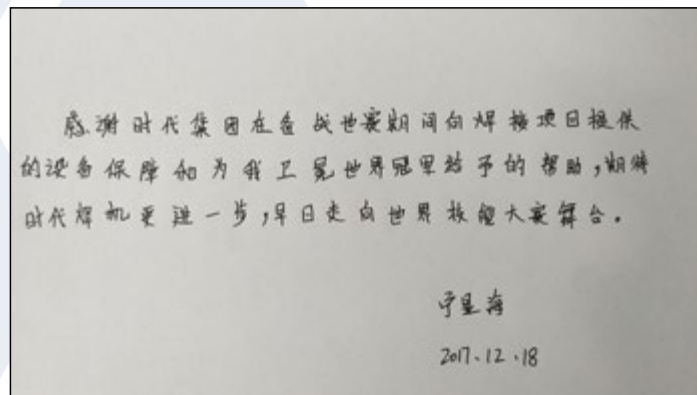 感谢时代集团在备战世赛期间向焊接项目提供
的设备保障和为我卫冕世界冠军给予的帮助,期待
时代焊机更进一步,早日走向世界技能大赛舞台。
宁显海
2017.12.18